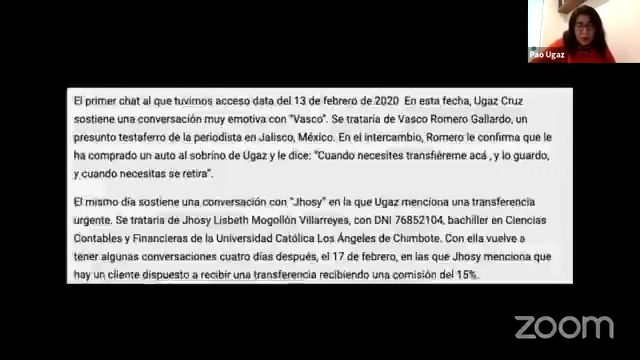 Pao Ugaz
El primer chat al que tuvimos acceso data del 13 de febrero de 2020 En esta fecha, Ugaz Cruz
sostiene una conversación muy emotiva con "Vasco". Se trataría de Vasco Romero Gallardo, un
presunto testaferro de la periodista en Jalisco, México. En el intercambio, Romero le confirma que le
ha comprado un auto al sobrino de Ugaz y le dice: "Cuando necesites transfiéreme acá , y lo guardo,
y cuando necesitas se retira".
El mismo día sostiene una conversación con "Jhosy" en la que Ugaz menciona una transferencia
urgente. Se trataría de Jhosy Lisbeth Mogollón Villarreyes, con DNI 76852104, bachiller en Ciencias
Contables y Financieras de la Universidad Católica Los Ángeles de Chimbote. Con ella vuelve a
tener algunas conversaciones cuatro días después, el 17 de febrero, en las que Jhosy menciona que
hay un cliente dispuesto a recibir una transferencia recibiendo una comisión del 15%.
zoom